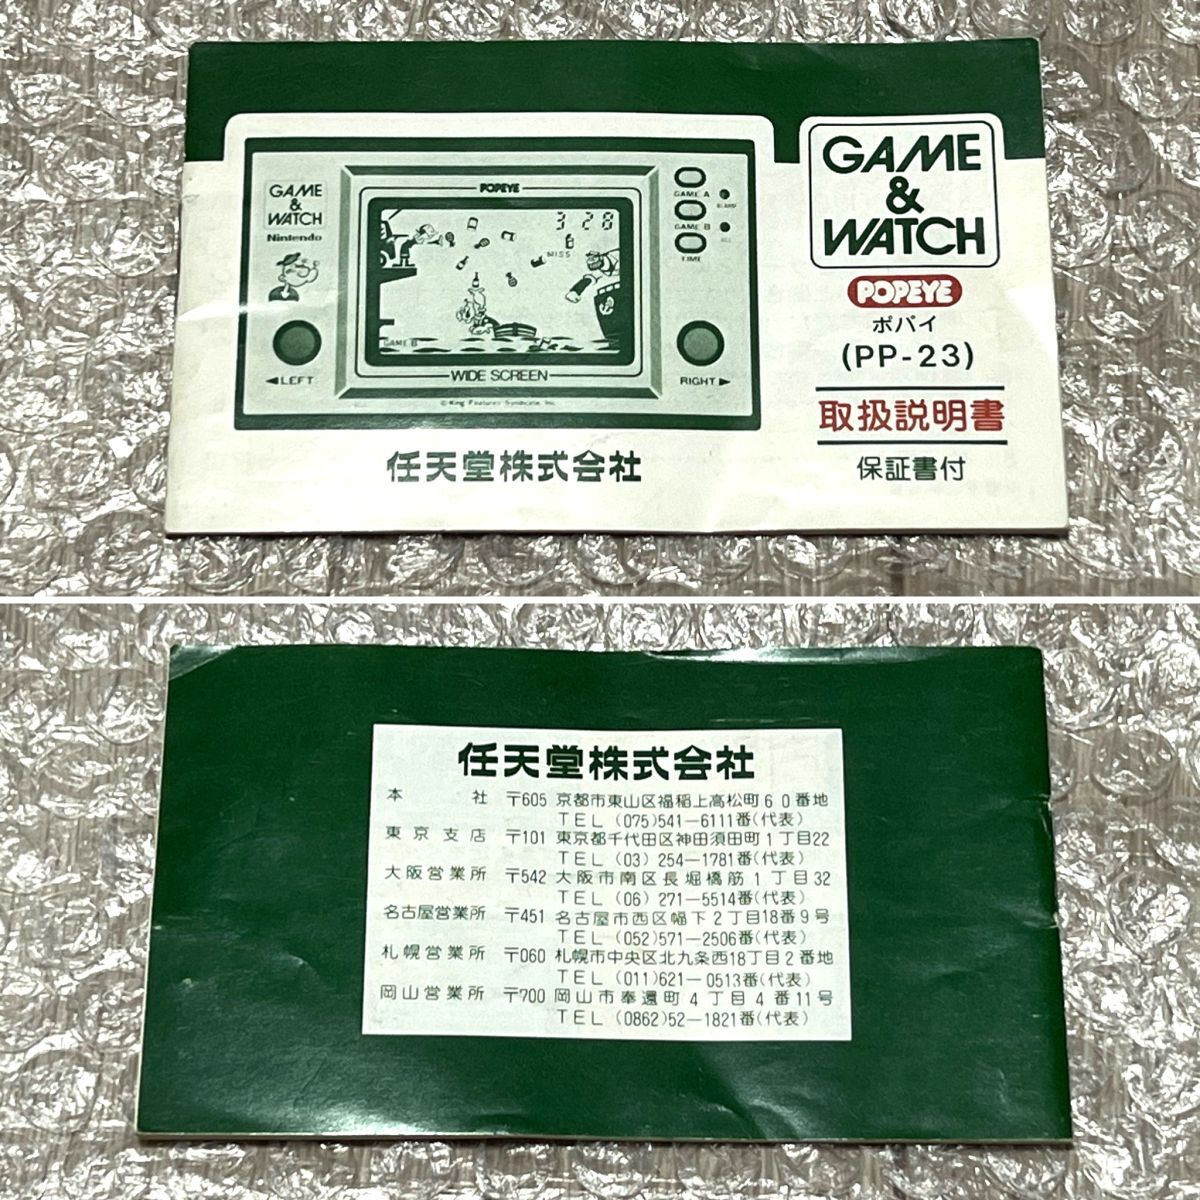 GAME
&
WATCH
Nintendo
POPEYE
328
MISS
GAME B
GAME A
GAME B
TIME
◀LEFT
WIDE SCREEN
RIGHT▶
©King Features Syndicate, Inc.
GAME
&
WATCH
POPEYE
ポパイ
(PP-23)
取扱説明書
保証書付
任天堂株式会社
任天堂株式会社
本社 〒605 京都市東山区福稲上高松町60番地
TEL (075)541-6111番(代表)
東京支店 〒101 東京都千代田区神田須田町1丁目22
TEL (03) 254-1781番(代表)
大阪営業所 〒542 大阪市南区長堀橋筋1丁目32
TEL (06) 271-5514番(代表)
名古屋営業所 〒451 名古屋市西区幅下2丁目18番9号
TEL (052)571-2506番(代表)
札幌営業所 〒060 札幌市中央区北九条西18丁目2番地
TEL (011)621-0513番(代表)
岡山営業所 〒700 岡山市奉還町4丁目4番11号
TEL (0862)52-1821番(代表)